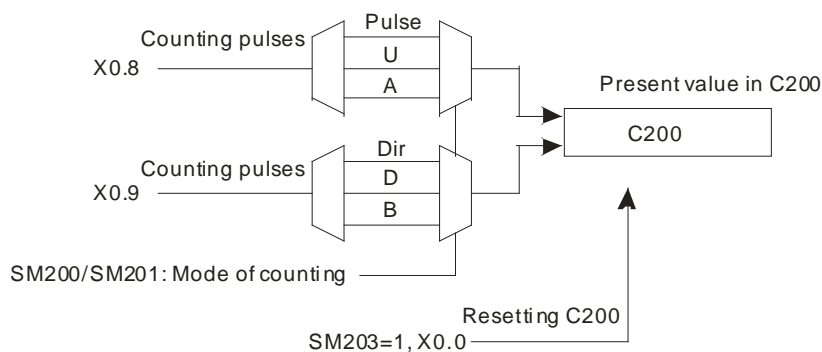 Pulse
Counting pulses
U
X0.8
A
Present value in C200
C200
Dir
Counting pulses
D
X0.9
B
SM200/SM201: Mode of counting
Resetting C200
SM203=1, X0.0